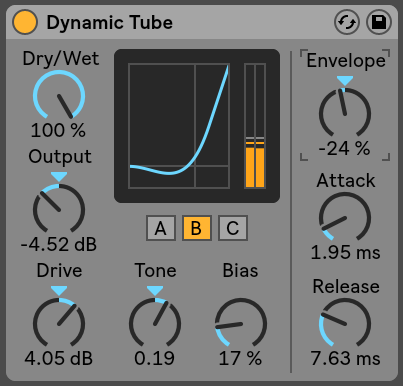 Dynamic Tube
Dry/Wet
100 %
Output
-4.52 dB
A B C
Drive
4.05 dB
Tone
0.19
Bias
17 %
Envelope
-24 %
Attack
1.95 ms
Release
7.63 ms